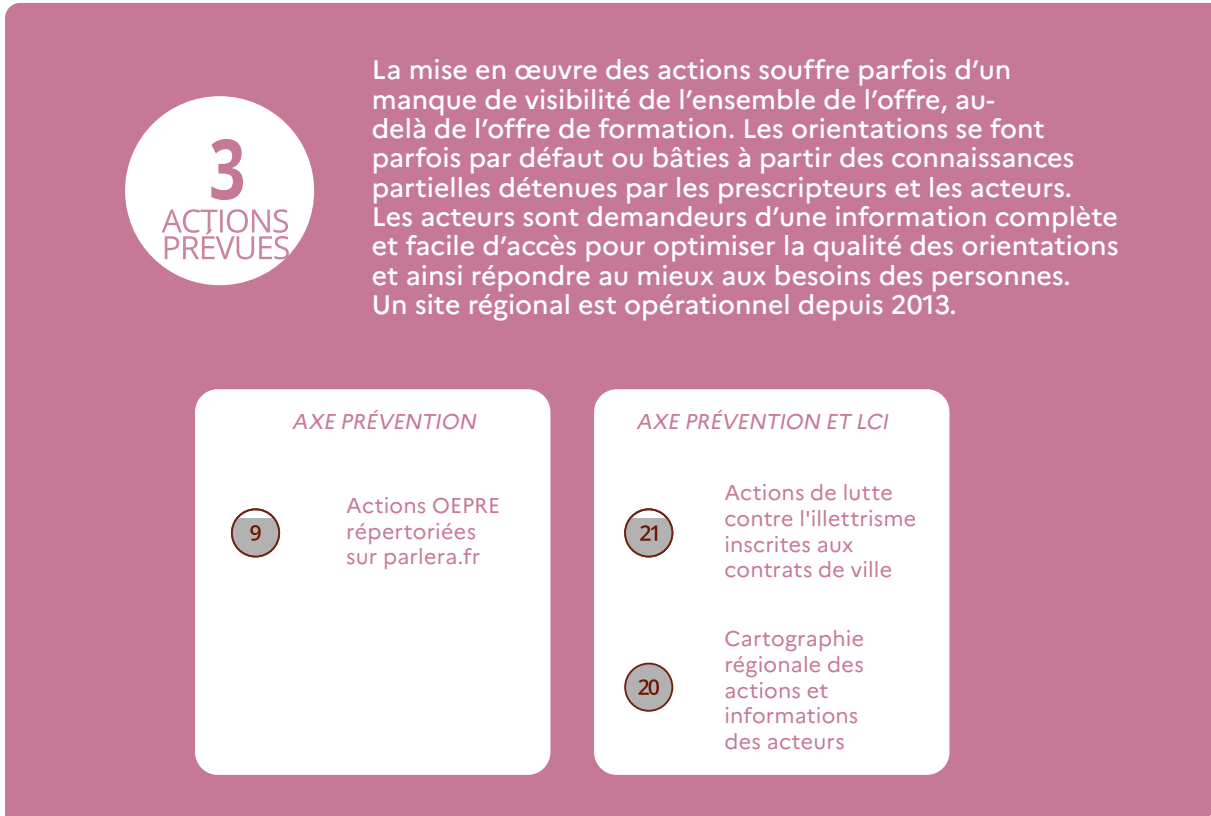 La mise en œuvre des actions souffre parfois d’un
manque de visibilité de l’ensemble de l’offre, au-
delà de l’offre de formation. Les orientations se font
parfois par défaut ou bâties à partir des connaissances
partielles détenues par les prescripteurs et les acteurs.
Les acteurs sont demandeurs d’une information complète
et facile d’accès pour optimiser la qualité des orientations
et ainsi répondre au mieux aux besoins des personnes.
Un site régional est opérationnel depuis 2013.
3
ACTIONS
PRÉVUES
AXE PRÉVENTION
9
Actions OEPRE
répertoriées
sur parlera.fr
AXE PRÉVENTION ET LCI
21
Actions de lutte
contre l'illettrisme
inscrites aux
contrats de ville
20
Cartographie
régionale des
actions et
informations
des acteurs